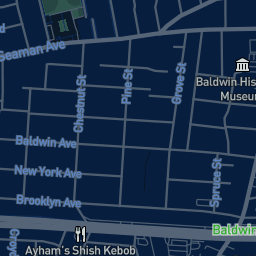 Seaman Ave
Chestnut St
Pine St
Grove St
Baldwin His
Museum
Baldwin Ave
New York Ave
Spruce St
Brooklyn Ave
Baldwin
Ayham's Shish Kebob